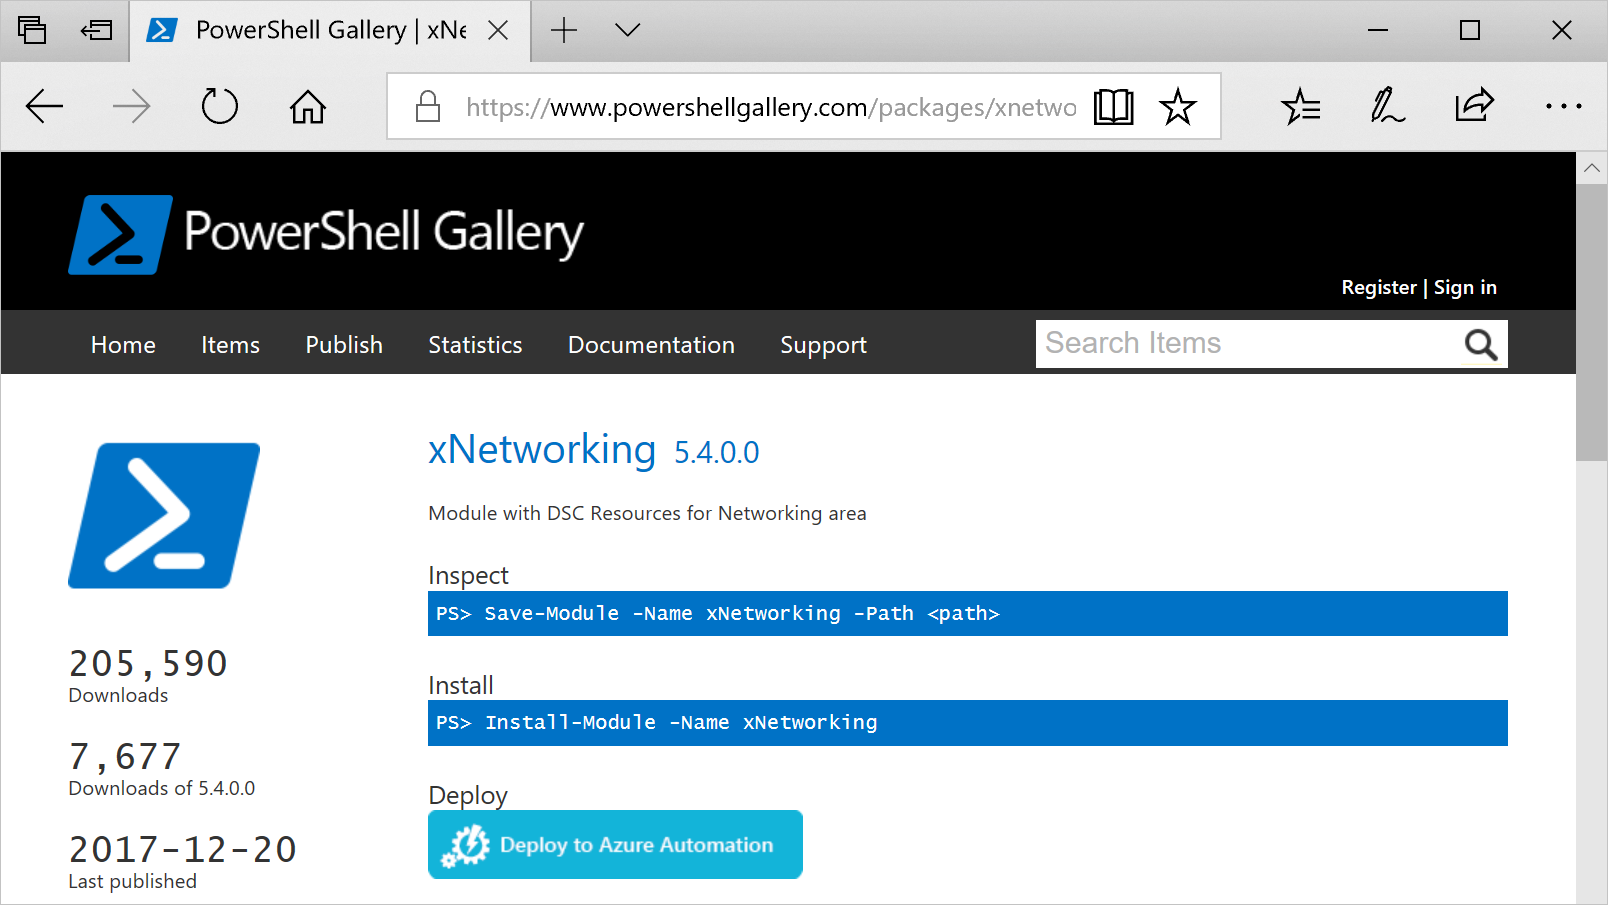 PowerShell Gallery | xNe
https://www.powershellgallery.com/packages/xnetwo
PowerShell Gallery
Register | Sign in
Home Items Publish Statistics Documentation Support Search Items
xNetworking 5.4.0.0
Module with DSC Resources for Networking area
Inspect
PS> Save-Module -Name xNetworking -Path <path>
205,590
Downloads
Install
PS> Install-Module -Name xNetworking
7,677
Downloads of 5.4.0.0
Deploy
Deploy to Azure Automation
2017-12-20
Last published